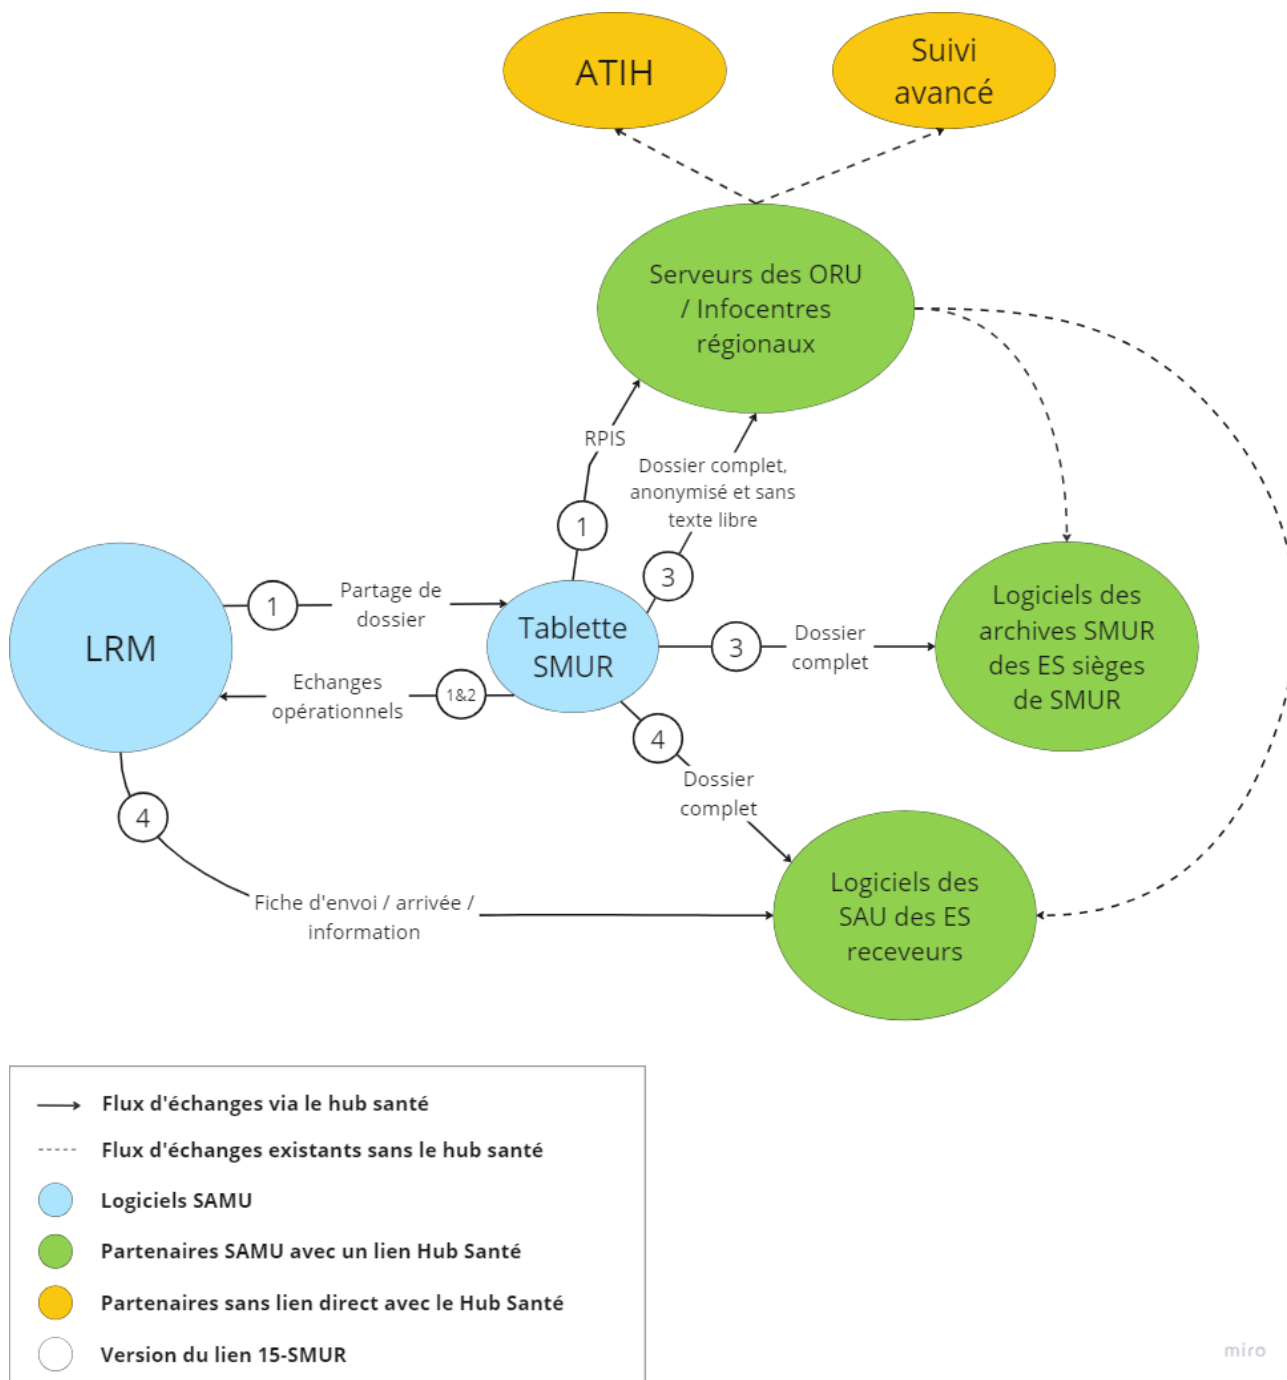 ATIH
Suivi
avancé
Serveurs des ORU
/ Infocentres
régionaux
RPIS
Dossier complet,
anonymisé et sans
texte libre
1
3
LRM
1
Partage de
dossier
Tablette
SMUR
3
Dossier
complet
Logiciels des
archives SMUR
des ES sièges
de SMUR
Echanges
opérationnels
1&2
4
Dossier
complet
4
Fiche d'envoi / arrivée /
information
Logiciels des
SAU des ES
receveurs
Flux d'échanges via le hub santé
Flux d'échanges existants sans le hub santé
Logiciels SAMU
Partenaires SAMU avec un lien Hub Santé
Partenaires sans lien direct avec le Hub Santé
Version du lien 15-SMUR
miro